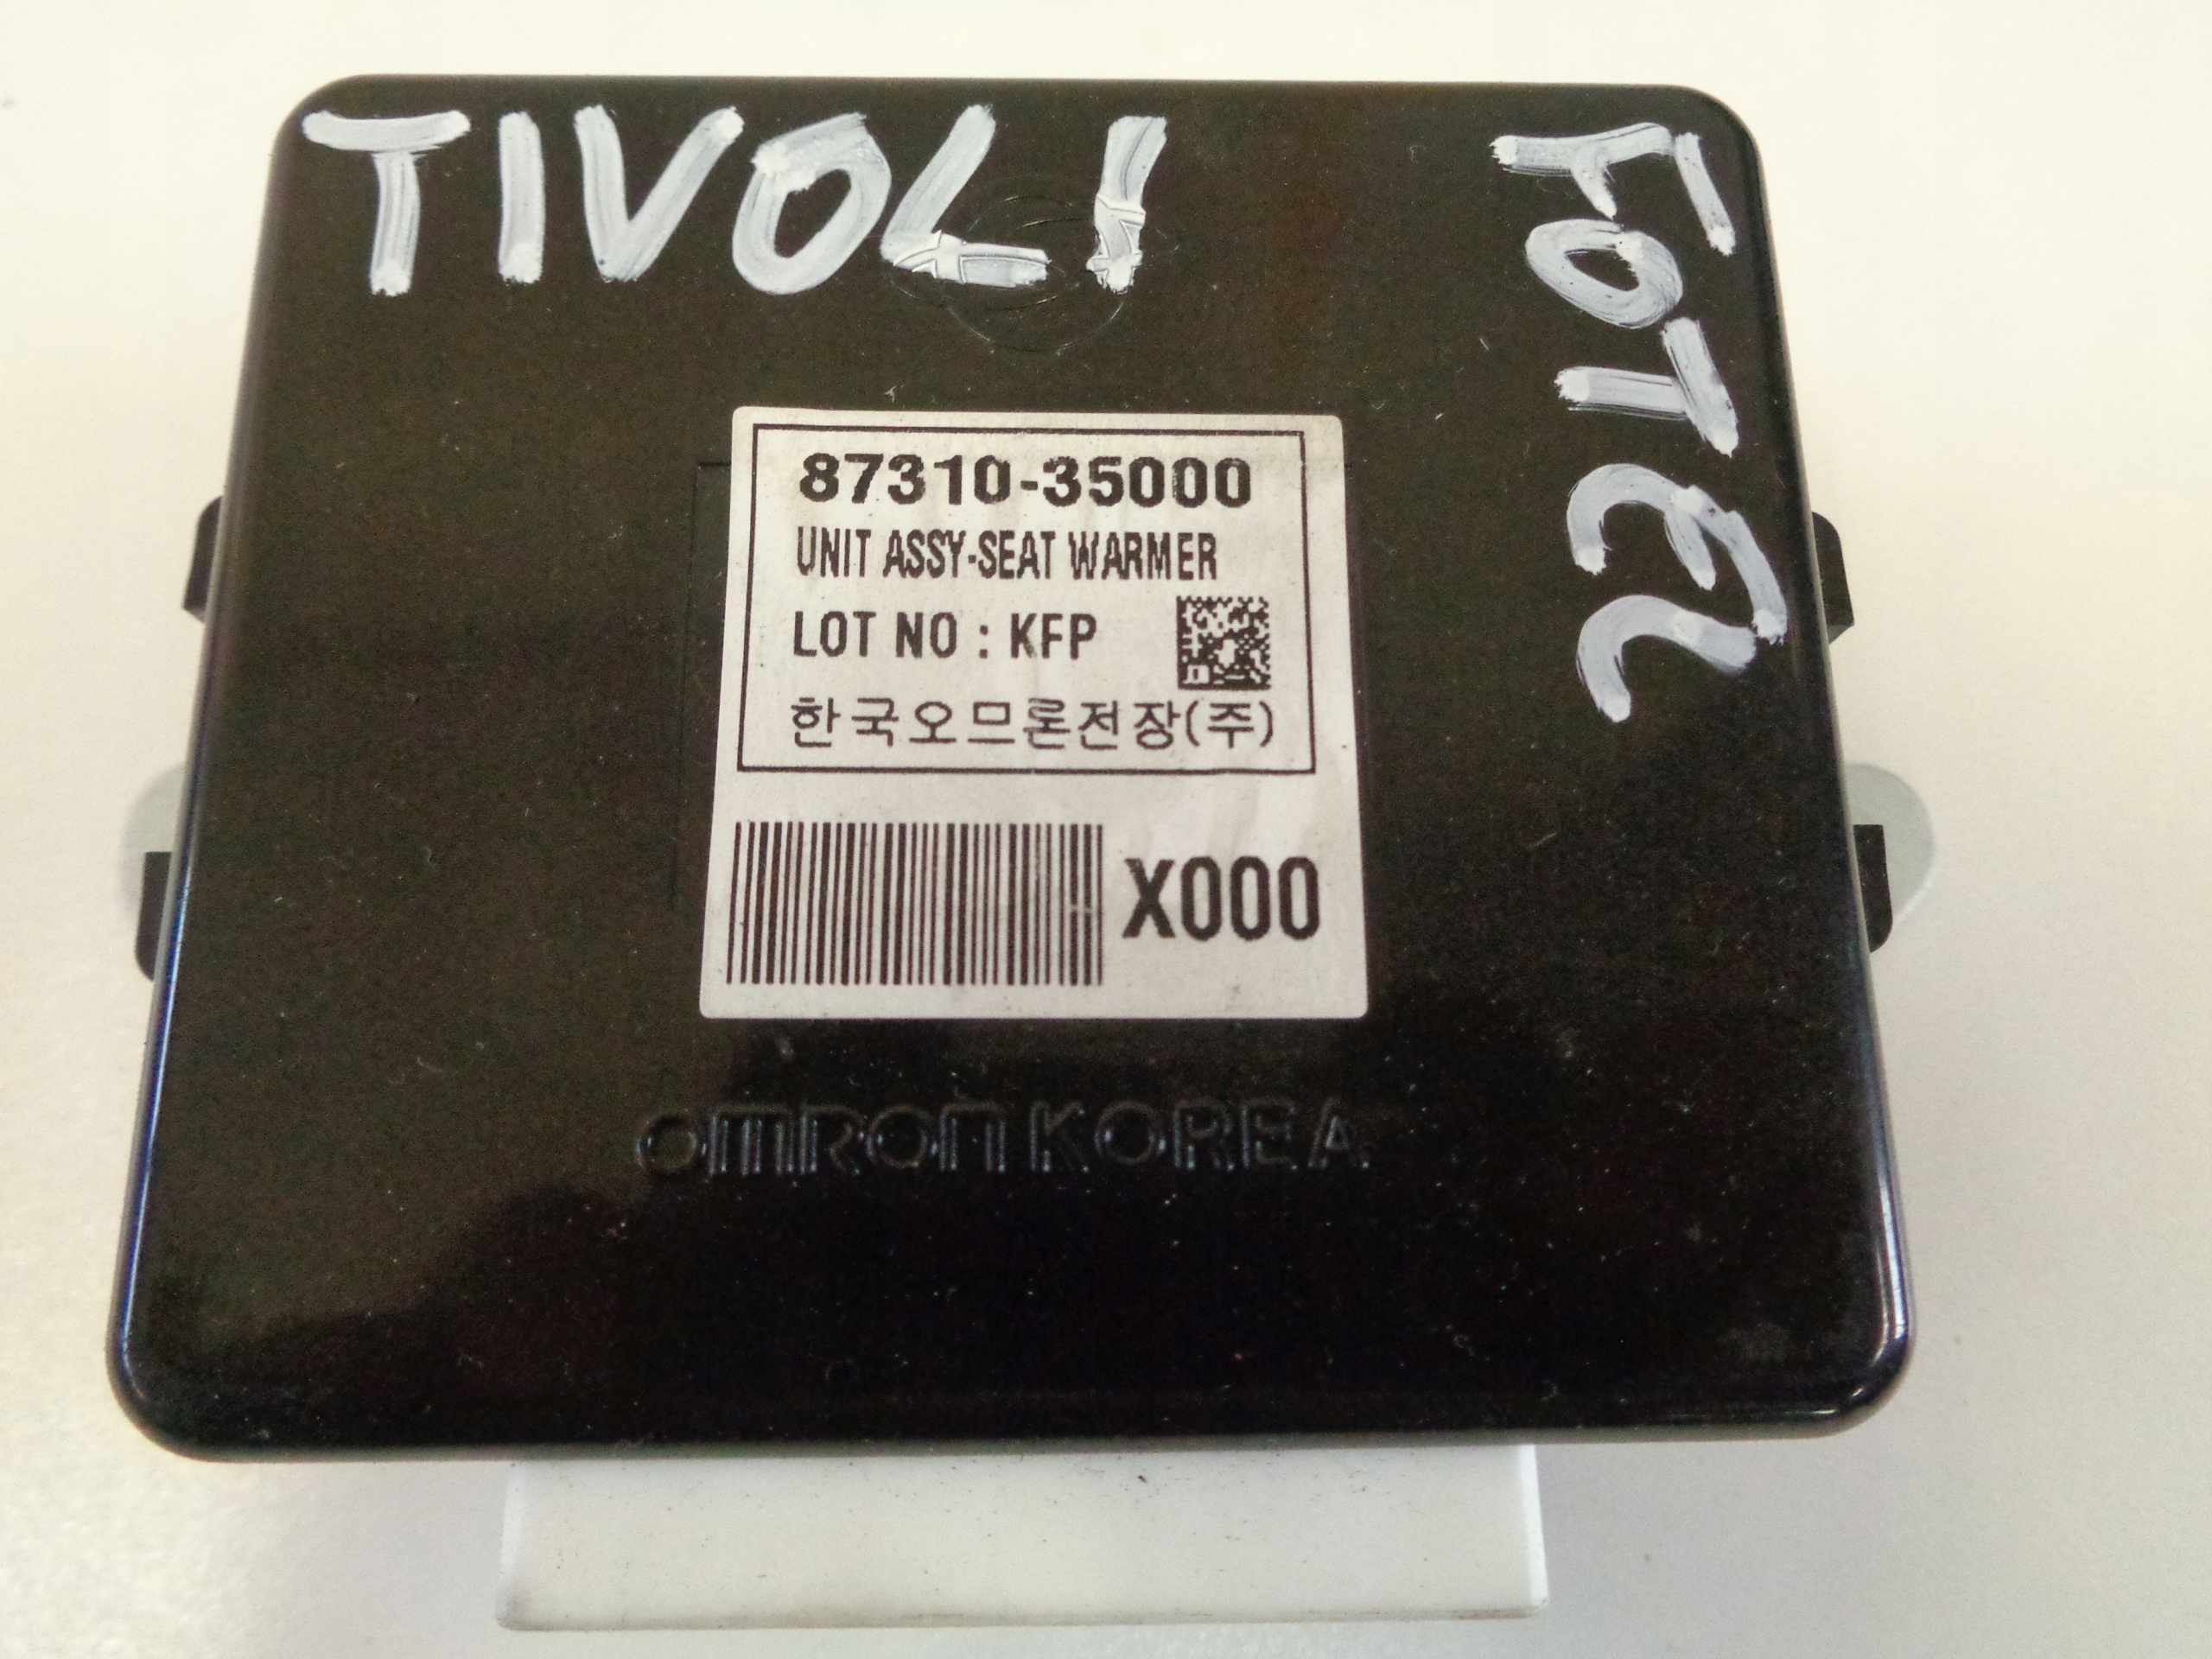 TIVOLI
FOTEL
87310-35000
UNIT ASSY-SEAT WARMER
LOT NO : KFP
한국오므론전장(주)
X000
OMRON KOREA